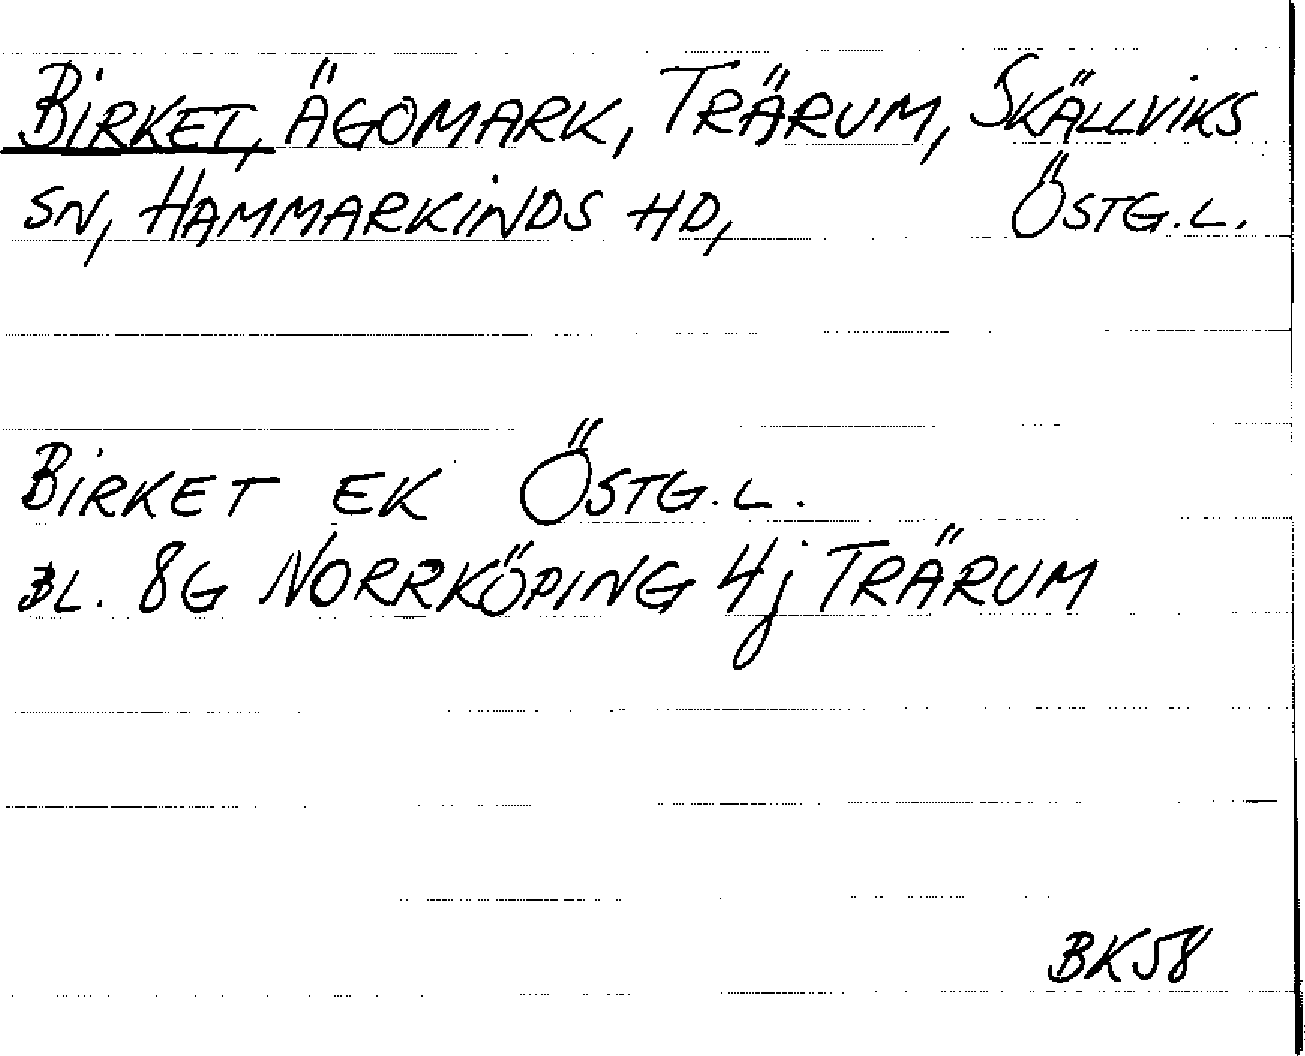 BIRKET, ÄGOMARK, TRÄRUM, SKÄLLVIKS
SN, HAMMARKINDS HD, ÖSTG.L.
BIRKET EK ÖSTG.L.
BL. 8G NORRKÖPING 4j TRÄRUM
BK58